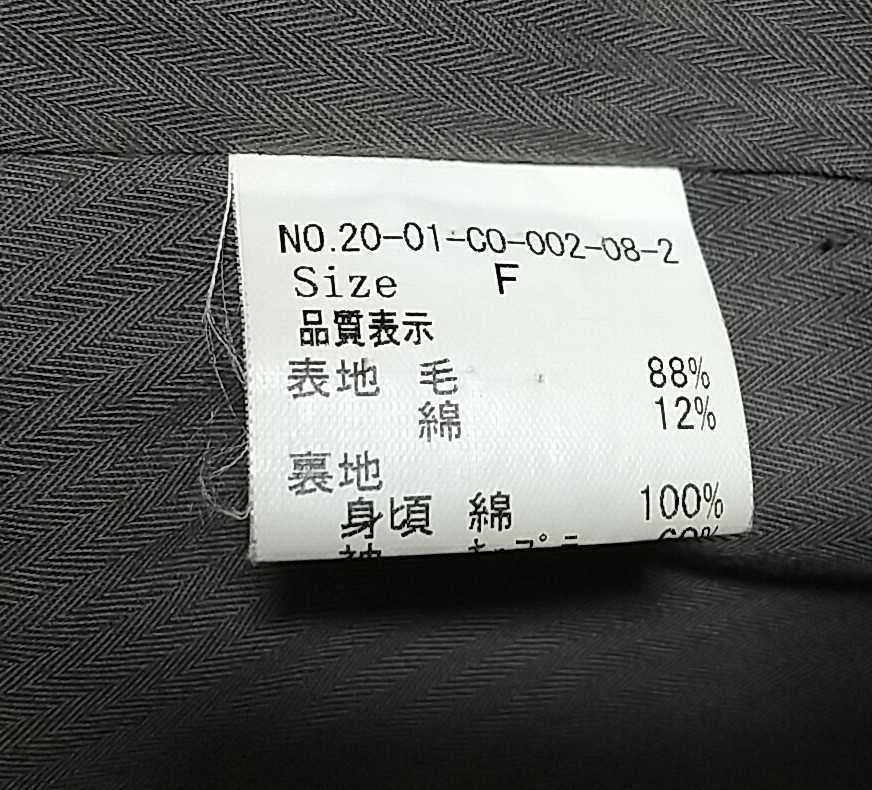 NO.20-01-CO-002-08-2
Size F
品質表示
表地 毛 88%
綿 12%
裏地
身頃 綿 100%